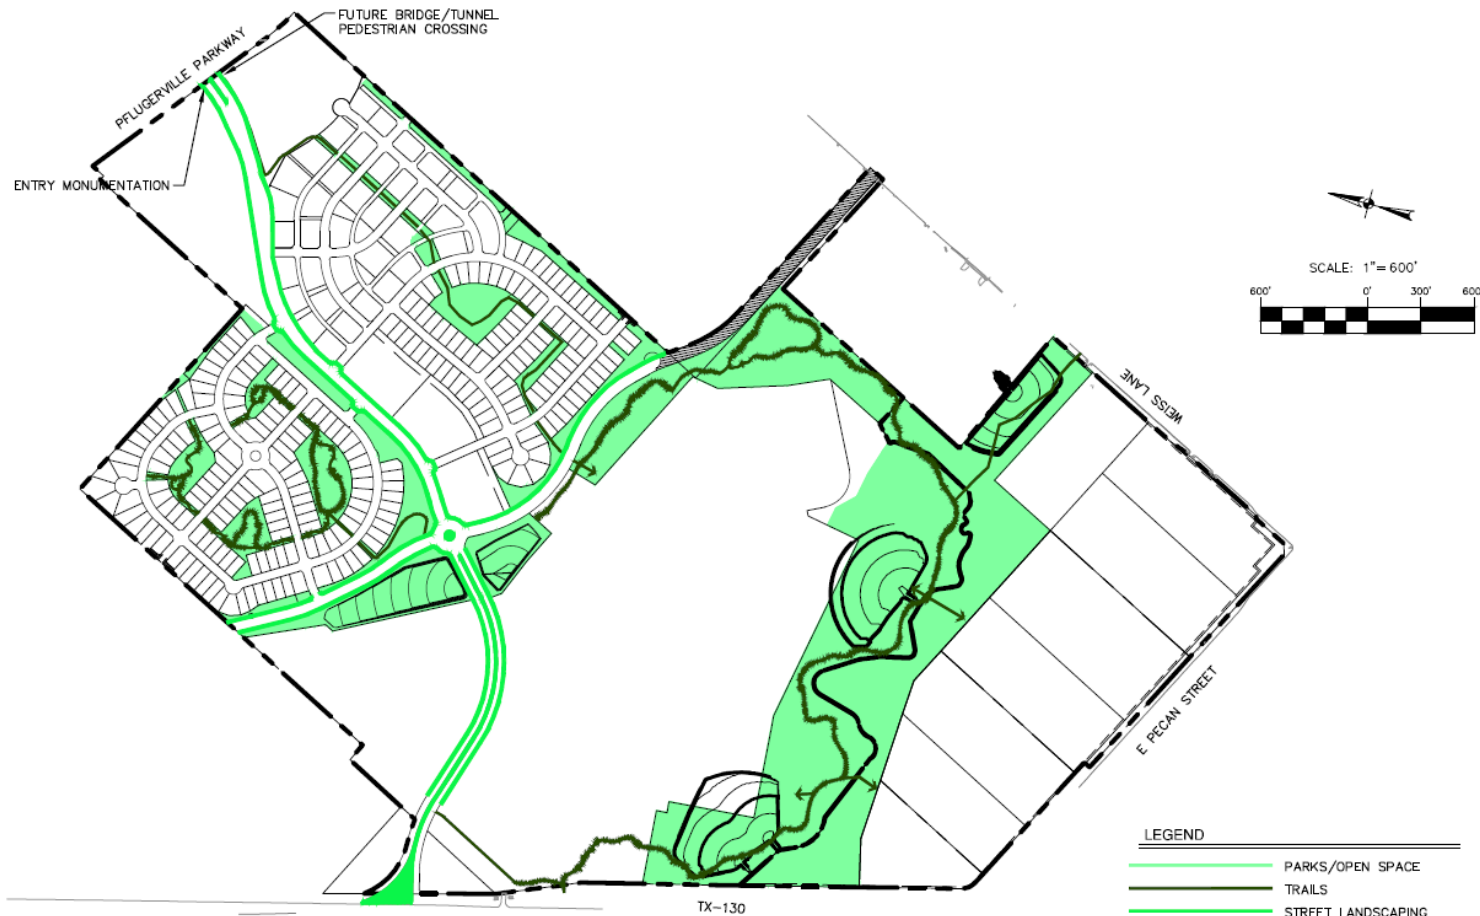 FUTURE BRIDGE/TUNNEL
PEDESTRIAN CROSSING
PFLUGERVILLE PARKWAY
ENTRY MONUMENTATION
SCALE: 1"=600'
600' 0' 300' 600
WEISS LANE
E PECAN STREET
TX-130
LEGEND
PARKS/OPEN SPACE
TRAILS
STREET LANDSCAPING